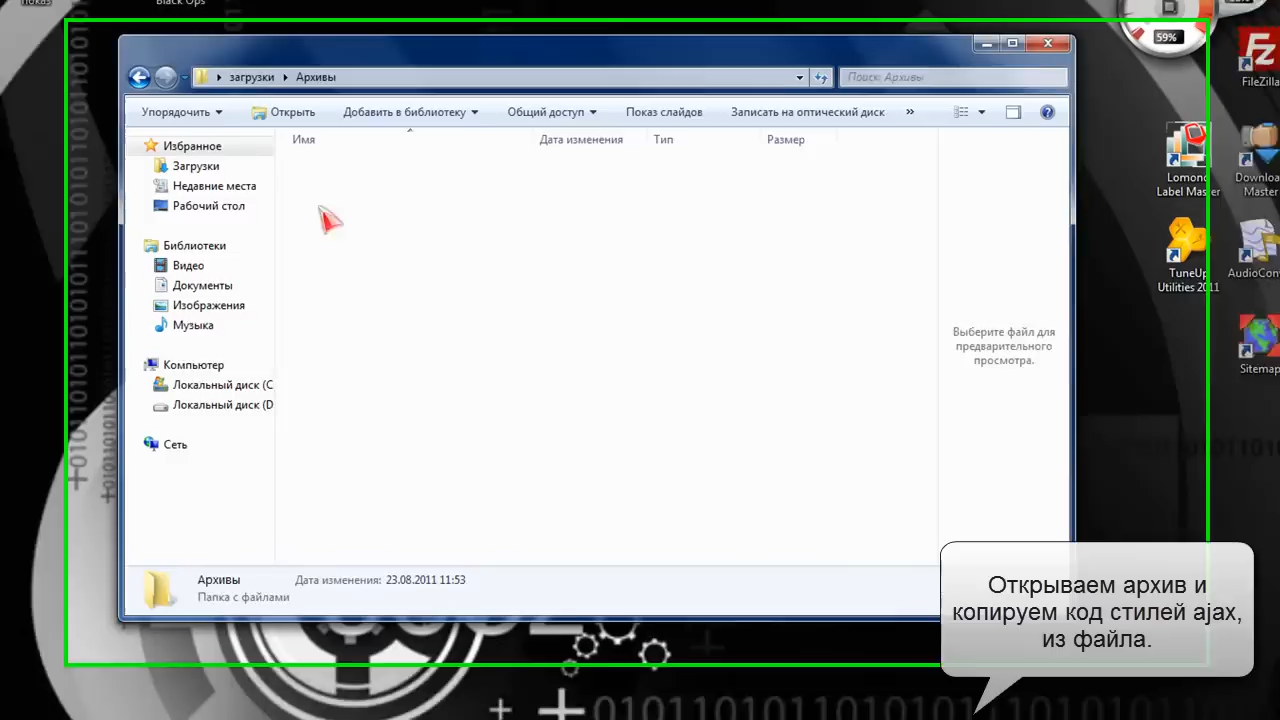 Показ
Black Ops
59%
загрузки Архивы
Поиск: Архивы
FileZilla
Упорядочить Открыть Добавить в библиотеку Общий доступ Показ слайдов Записать на оптический диск »
Имя Дата изменения Тип Размер
Избранное
Загрузки
Недавние места
Рабочий стол
Lomond
Label Master
Downloa
Master
Библиотеки
Видео
Документы
Изображения
Музыка
TuneUp
Utilities 2011
AudioConv
Выберите файл для
предварительного
просмотра.
Компьютер
Локальный диск (C
Локальный диск (D
Sitemap
Сеть
Архивы
Дата изменения: 23.08.2011 11:53
Папка с файлами
Открываем архив и
копируем код стилей ajax,
из файла.